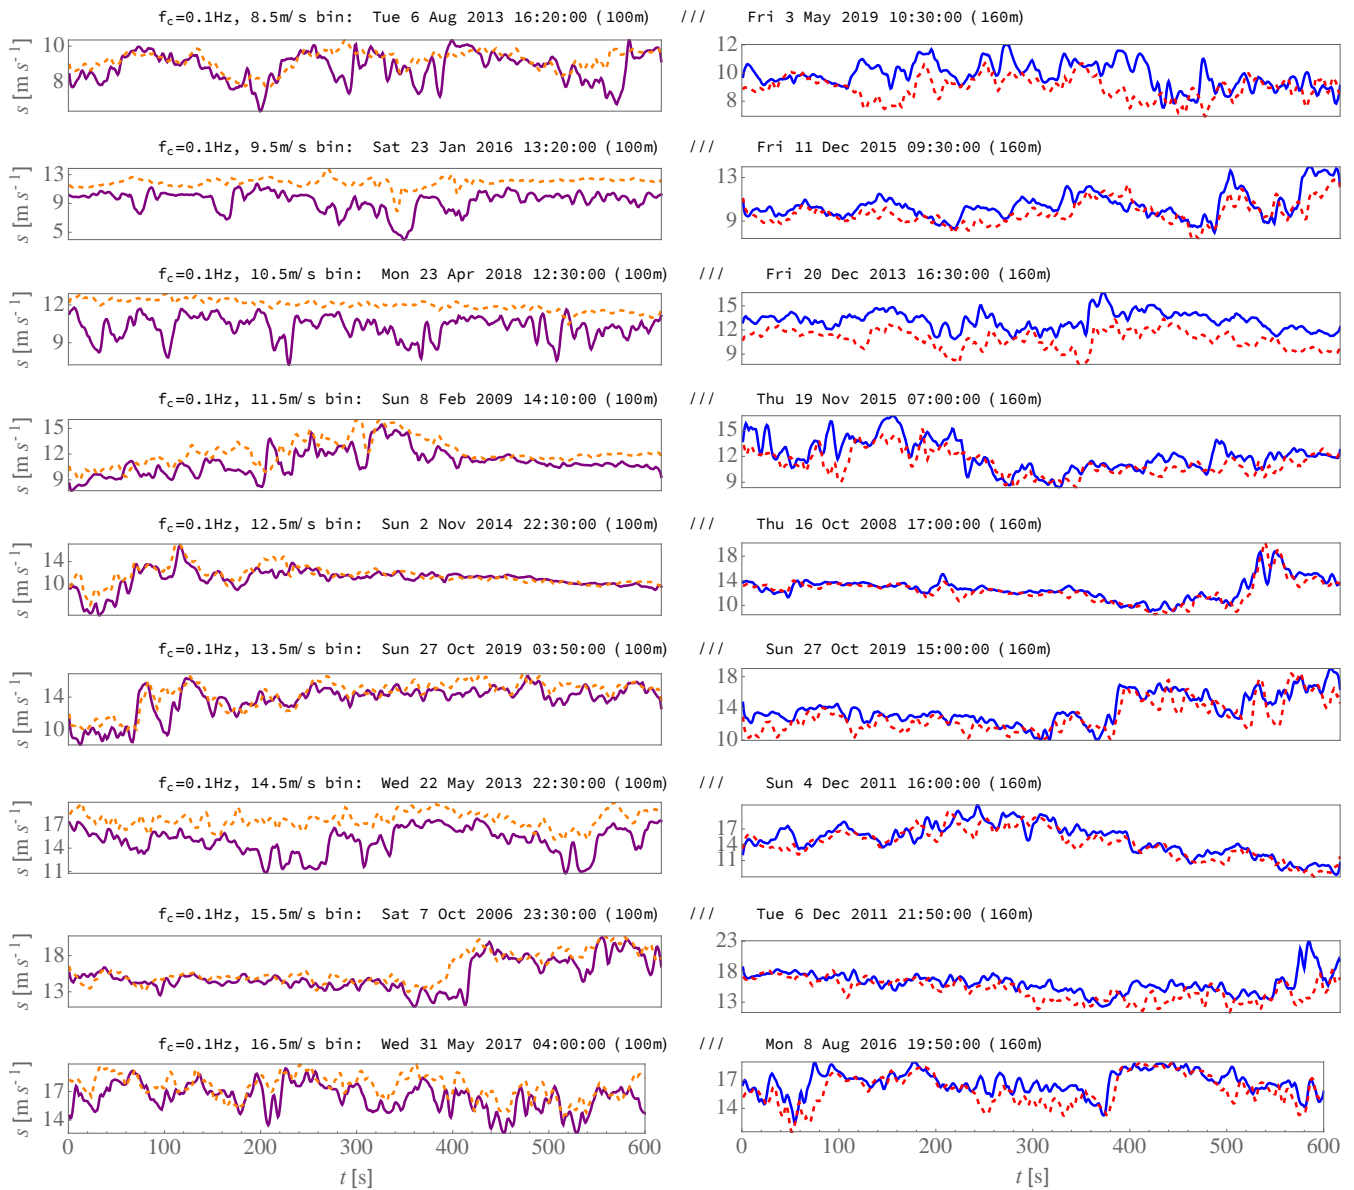 f_c=0.1Hz, 8.5m/s bin: Tue 6 Aug 2013 16:20:00 (100m) /// Fri 3 May 2019 10:30:00 (160m)
s [m s⁻¹] 10 8 12 10 8
f_c=0.1Hz, 9.5m/s bin: Sat 23 Jan 2016 13:20:00 (100m) /// Fri 11 Dec 2015 09:30:00 (160m)
s [m s⁻¹] 13 9 5 13 9
f_c=0.1Hz, 10.5m/s bin: Mon 23 Apr 2018 12:30:00 (100m) /// Fri 20 Dec 2013 16:30:00 (160m)
s [m s⁻¹] 12 9 15 12 9
f_c=0.1Hz, 11.5m/s bin: Sun 8 Feb 2009 14:10:00 (100m) /// Thu 19 Nov 2015 07:00:00 (160m)
s [m s⁻¹] 15 12 9 15 12 9
f_c=0.1Hz, 12.5m/s bin: Sun 2 Nov 2014 22:30:00 (100m) /// Thu 16 Oct 2008 17:00:00 (160m)
s [m s⁻¹] 14 10 18 14 10
f_c=0.1Hz, 13.5m/s bin: Sun 27 Oct 2019 03:50:00 (100m) /// Sun 27 Oct 2019 15:00:00 (160m)
s [m s⁻¹] 14 10 18 14 10
f_c=0.1Hz, 14.5m/s bin: Wed 22 May 2013 22:30:00 (100m) /// Sun 4 Dec 2011 16:00:00 (160m)
s [m s⁻¹] 17 14 11 17 14 11
f_c=0.1Hz, 15.5m/s bin: Sat 7 Oct 2006 23:30:00 (100m) /// Tue 6 Dec 2011 21:50:00 (160m)
s [m s⁻¹] 18 13 23 18 13
f_c=0.1Hz, 16.5m/s bin: Wed 31 May 2017 04:00:00 (100m) /// Mon 8 Aug 2016 19:50:00 (160m)
s [m s⁻¹] 17 14 17 14
0 100 200 300 400 500 600 0 100 200 300 400 500 600
t [s] t [s]